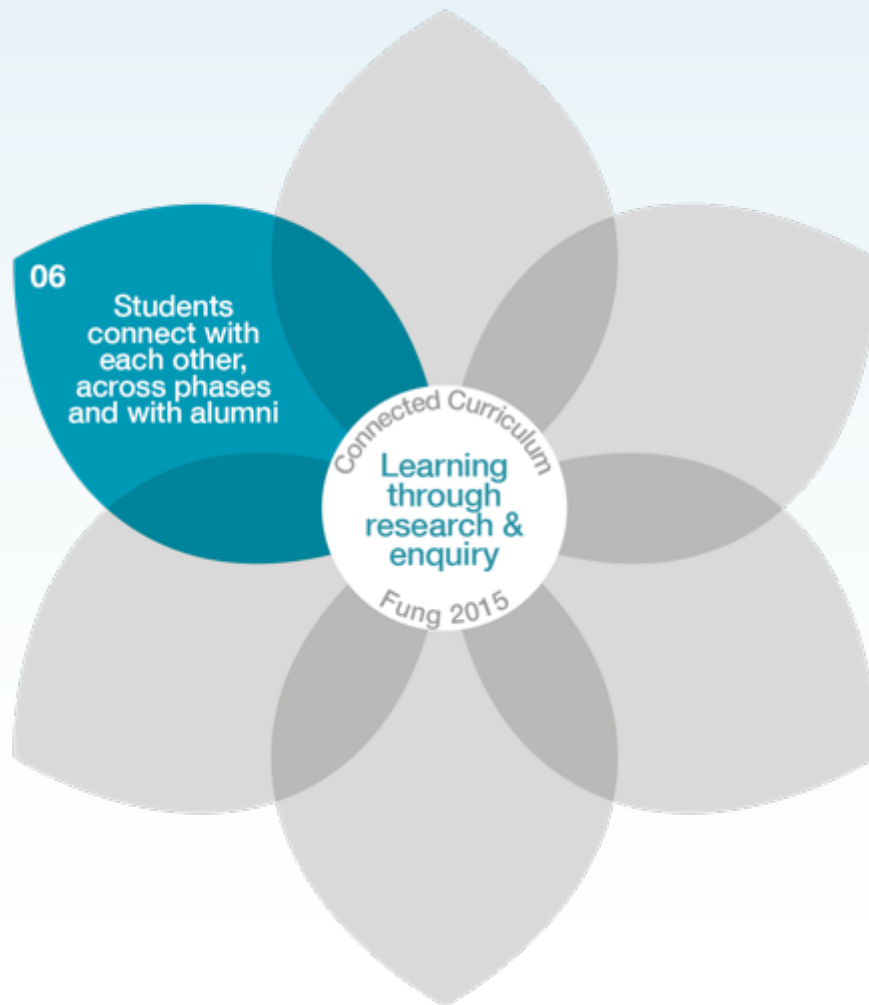 06
Students
connect with
each other,
across phases
and with alumni
Connected Curriculum
Learning
through
research &
enquiry
Fung 2015